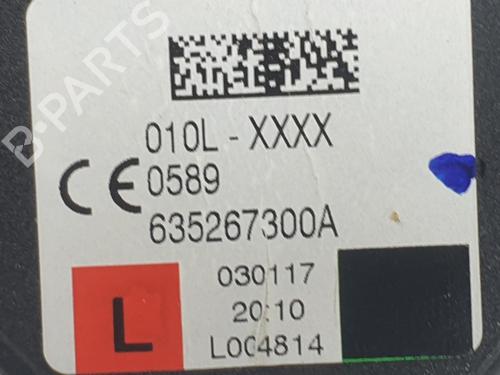 B-PARTS
010L - XXXX
CE 0589
635267300A
L
030117
20:10
L004814